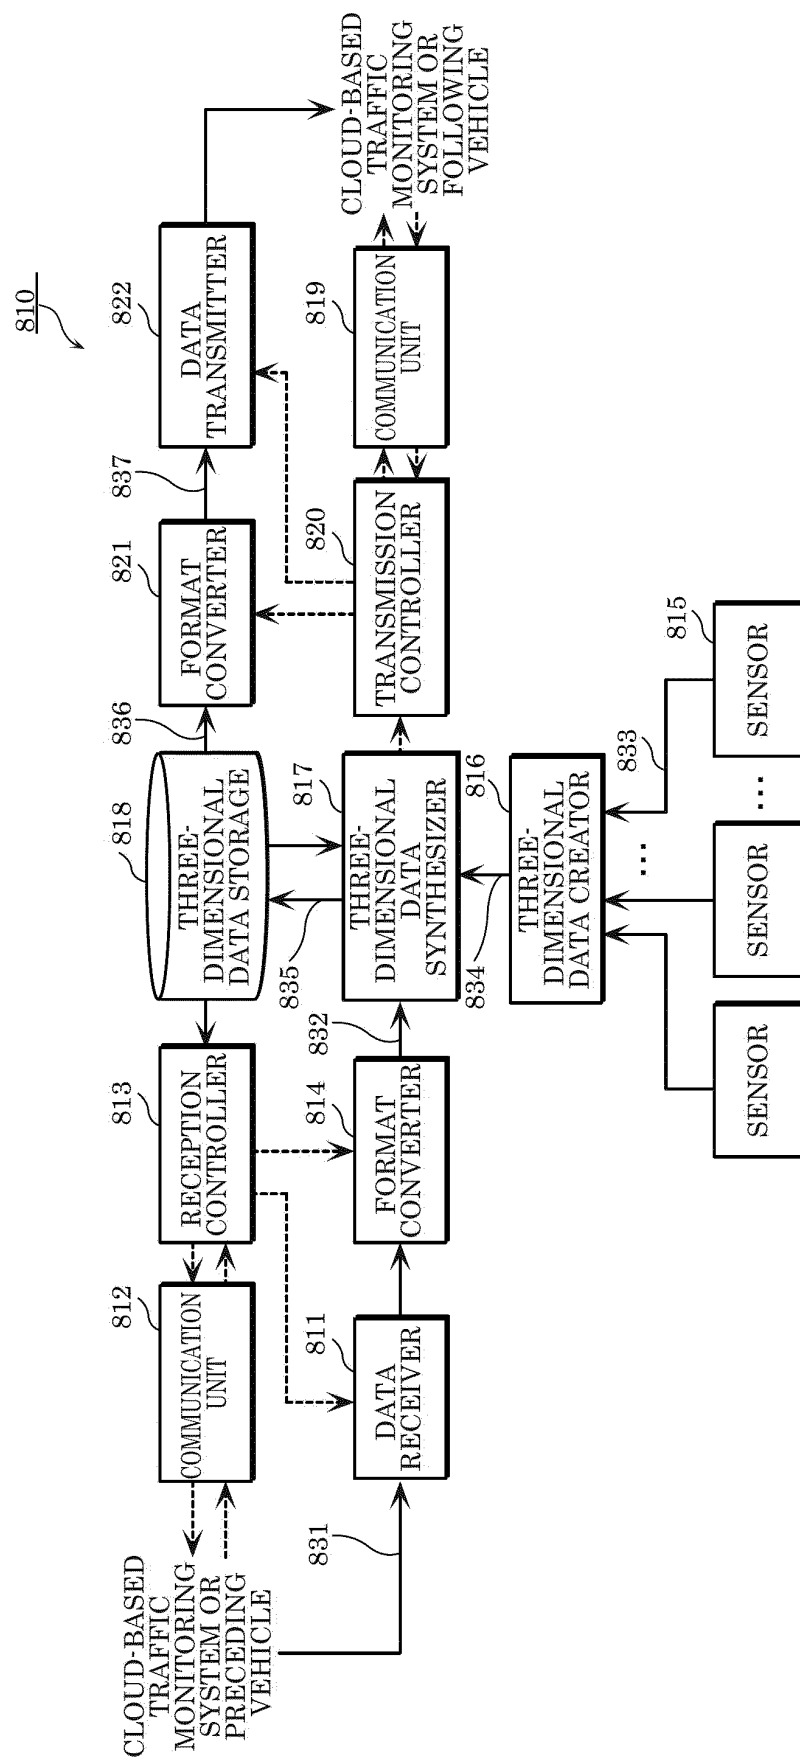 810
CLOUD-BASED
TRAFFIC
MONITORING
SYSTEM OR
PRECEDING
VEHICLE
812
COMMUNICATION
UNIT
813
RECEPTION
CONTROLLER
818
THREE-
DIMENSIONAL
DATA STORAGE
836
821
FORMAT
CONVERTER
837
822
DATA
TRANSMITTER
831
811
DATA
RECEIVER
814
FORMAT
CONVERTER
832
835
817
THREE-
DIMENSIONAL
DATA
SYNTHESIZER
820
TRANSMISSION
CONTROLLER
819
COMMUNICATION
UNIT
CLOUD-BASED
TRAFFIC
MONITORING
SYSTEM OR
FOLLOWING
VEHICLE
834
816
THREE-
DIMENSIONAL
DATA CREATOR
833
...
815
SENSOR
SENSOR
...
SENSOR